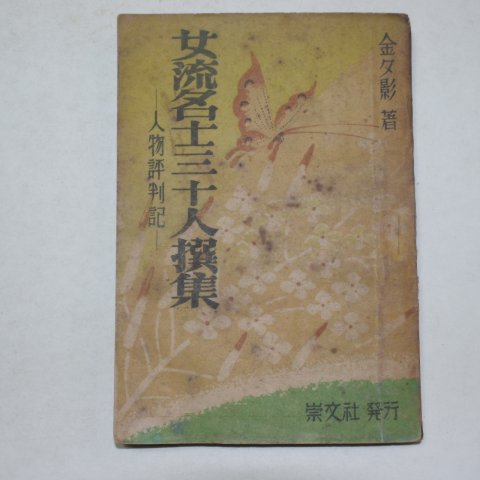 金夕影 著
女流名士三十人撰集
—人物評判記—
崇文社 発行